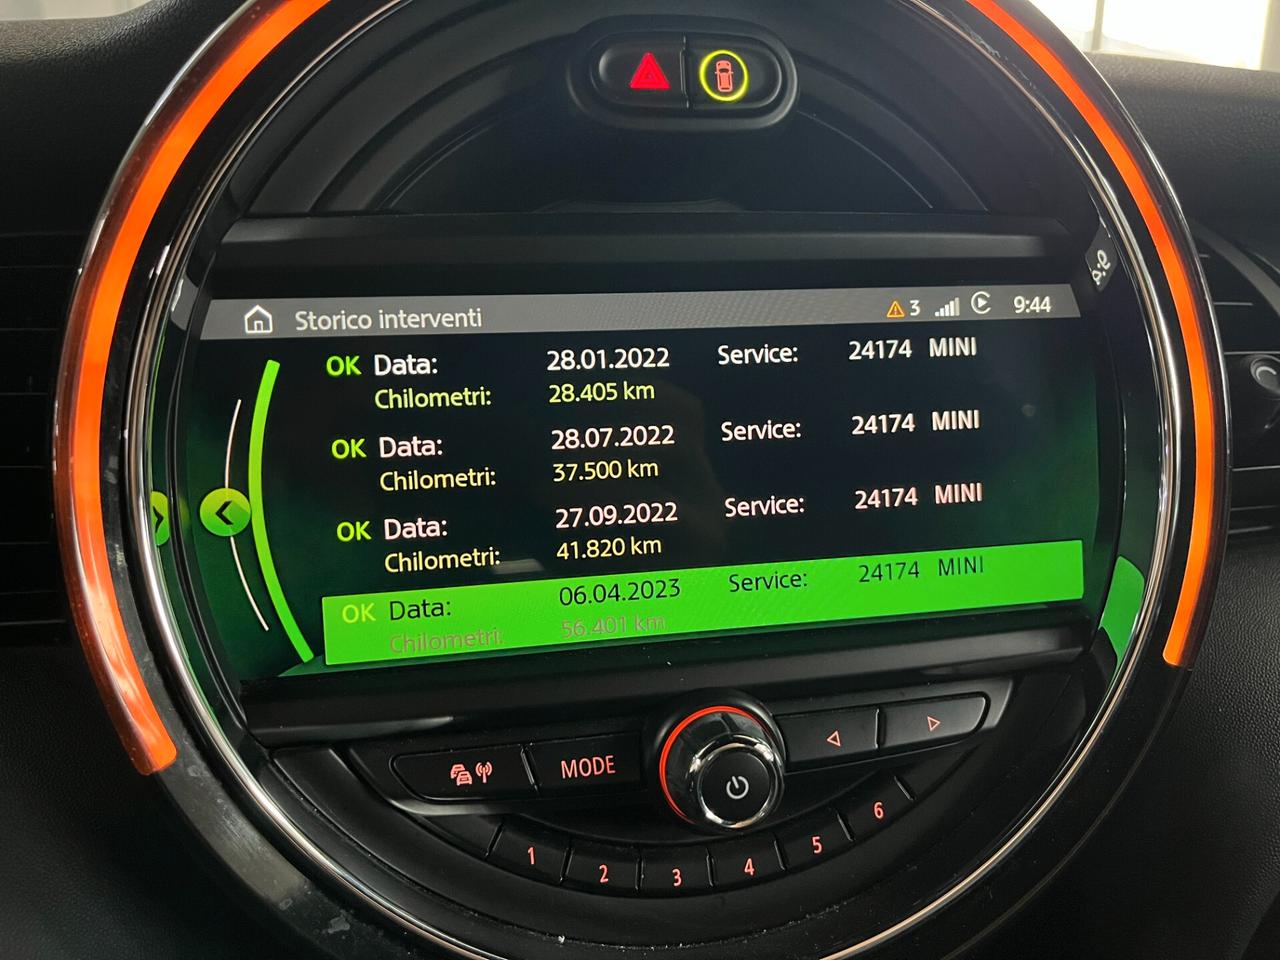 Storico interventi 3 9:44
OK Data: 28.01.2022 Service: 24174 MINI
Chilometri: 28.405 km
OK Data: 28.07.2022 Service: 24174 MINI
Chilometri: 37.500 km
OK Data: 27.09.2022 Service: 24174 MINI
Chilometri: 41.820 km
OK Data: 06.04.2023 Service: 24174 MINI
Chilometri: 56.401 km
MODE
1 2 3 4 5 6